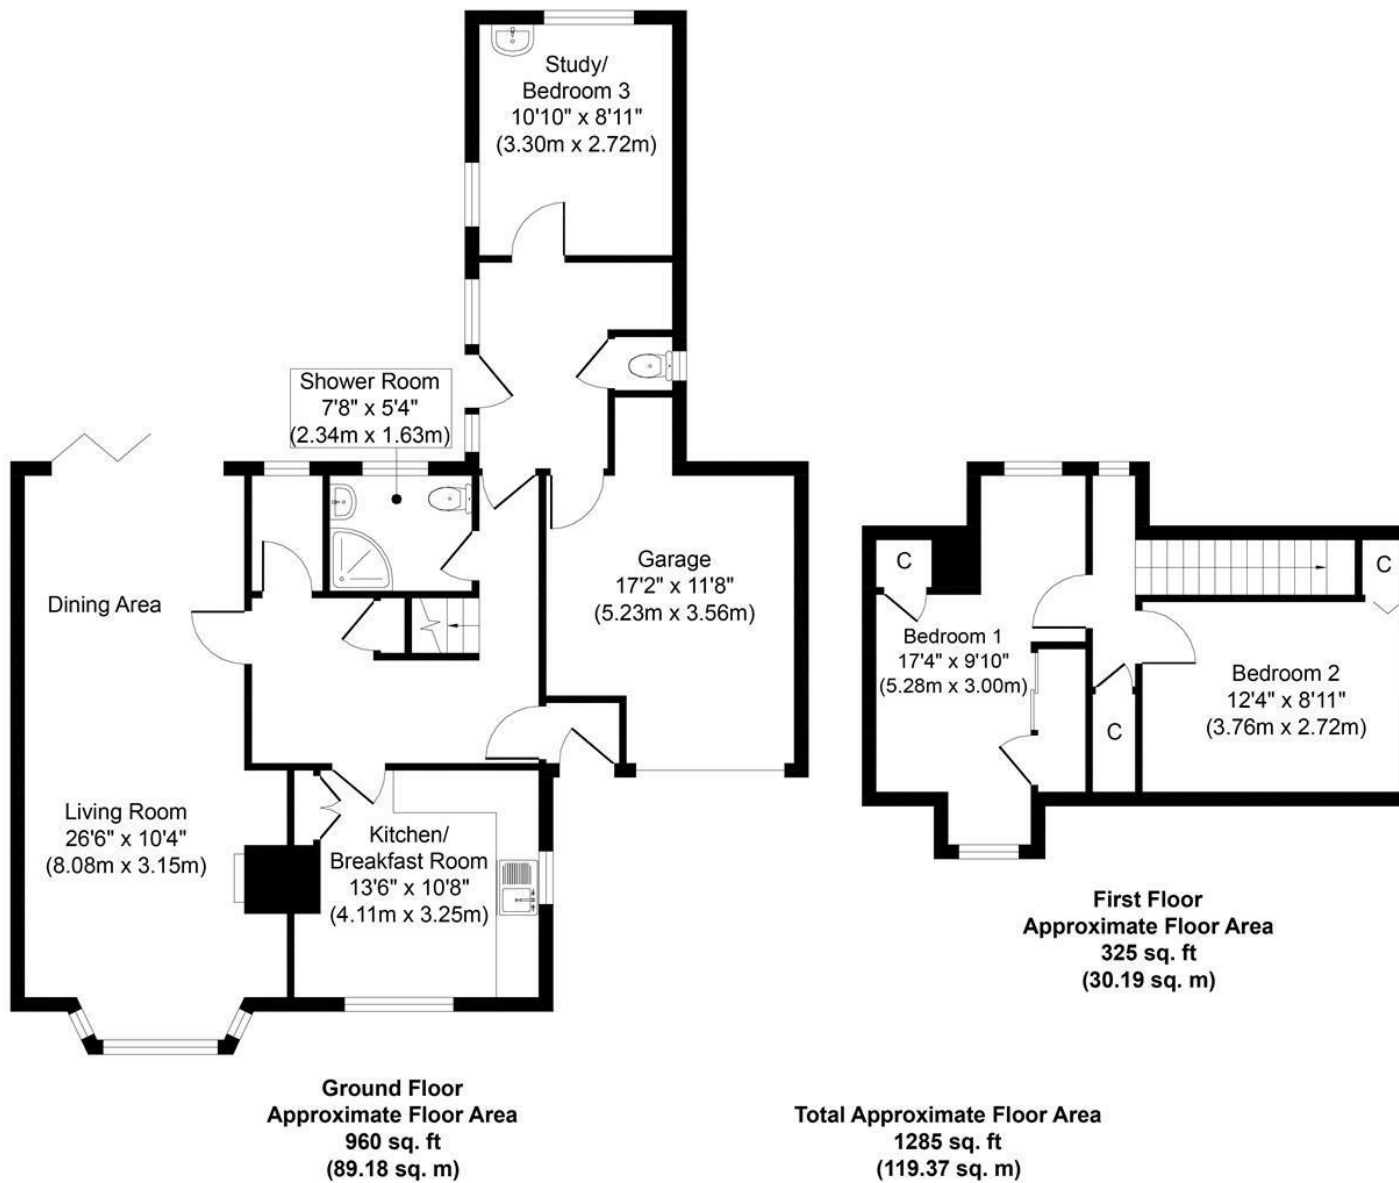 Study/
Bedroom 3
10'10" x 8'11"
(3.30m x 2.72m)
Shower Room
7'8" x 5'4"
(2.34m x 1.63m)
Garage
17'2" x 11'8"
(5.23m x 3.56m)
Dining Area
Living Room
26'6" x 10'4"
(8.08m x 3.15m)
Kitchen/
Breakfast Room
13'6" x 10'8"
(4.11m x 3.25m)
C
C
Bedroom 1
17'4" x 9'10"
(5.28m x 3.00m)
Bedroom 2
12'4" x 8'11"
(3.76m x 2.72m)
C
First Floor
Approximate Floor Area
325 sq. ft
(30.19 sq. m)
Ground Floor
Approximate Floor Area
960 sq. ft
(89.18 sq. m)
Total Approximate Floor Area
1285 sq. ft
(119.37 sq. m)